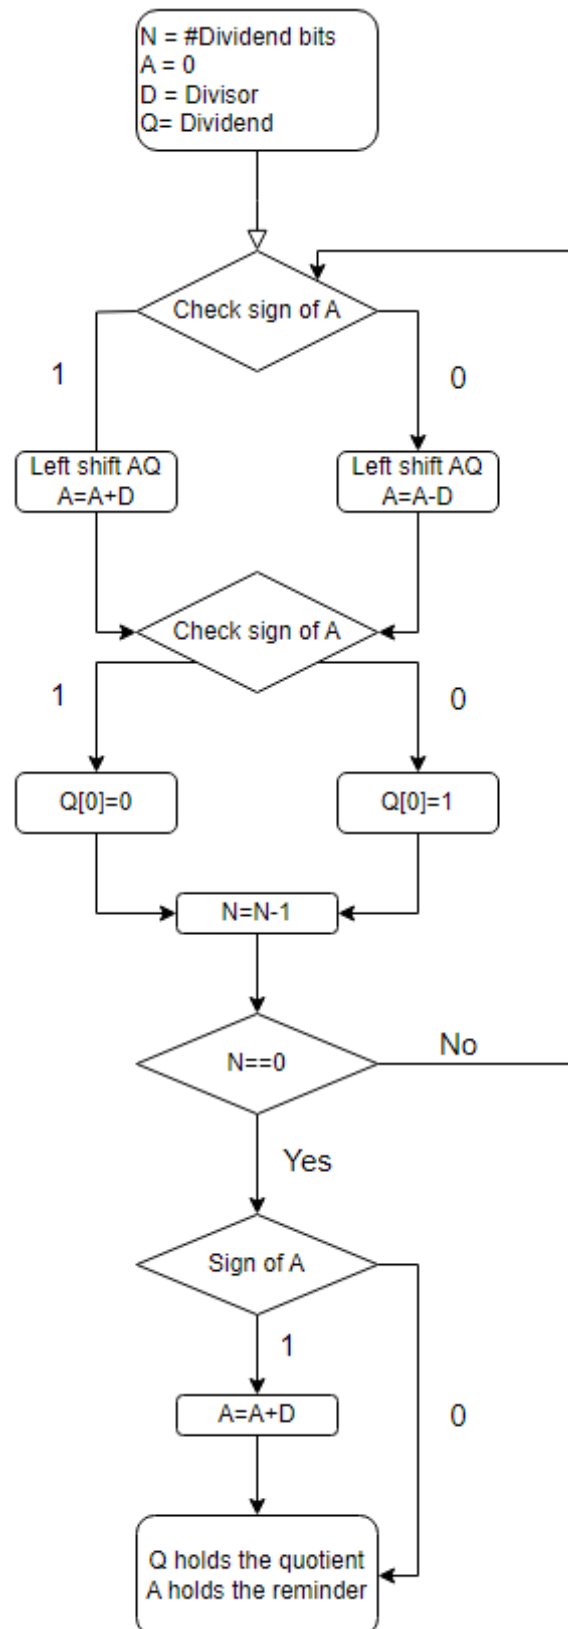 N = #Dividend bits
A = 0
D = Divisor
Q= Dividend
Check sign of A
1
0
Left shift AQ
A=A+D
Left shift AQ
A=A-D
Check sign of A
1
0
Q[0]=0
Q[0]=1
N=N-1
N==0
No
Yes
Sign of A
1
0
A=A+D
Q holds the quotient
A holds the reminder